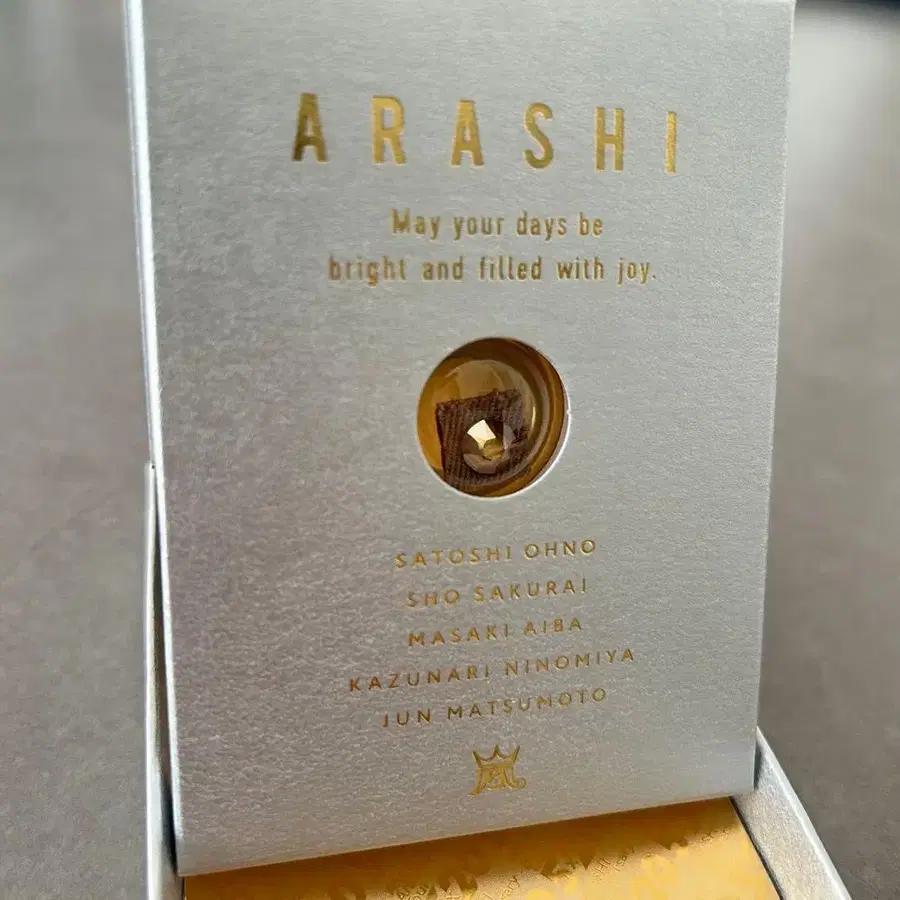 ARASHI
May your days be
bright and filled with joy.
SATOSHI OHNO
SHO SAKURAI
MASAKI AIBA
KAZUNARI NINOMIYA
JUN MATSUMOTO